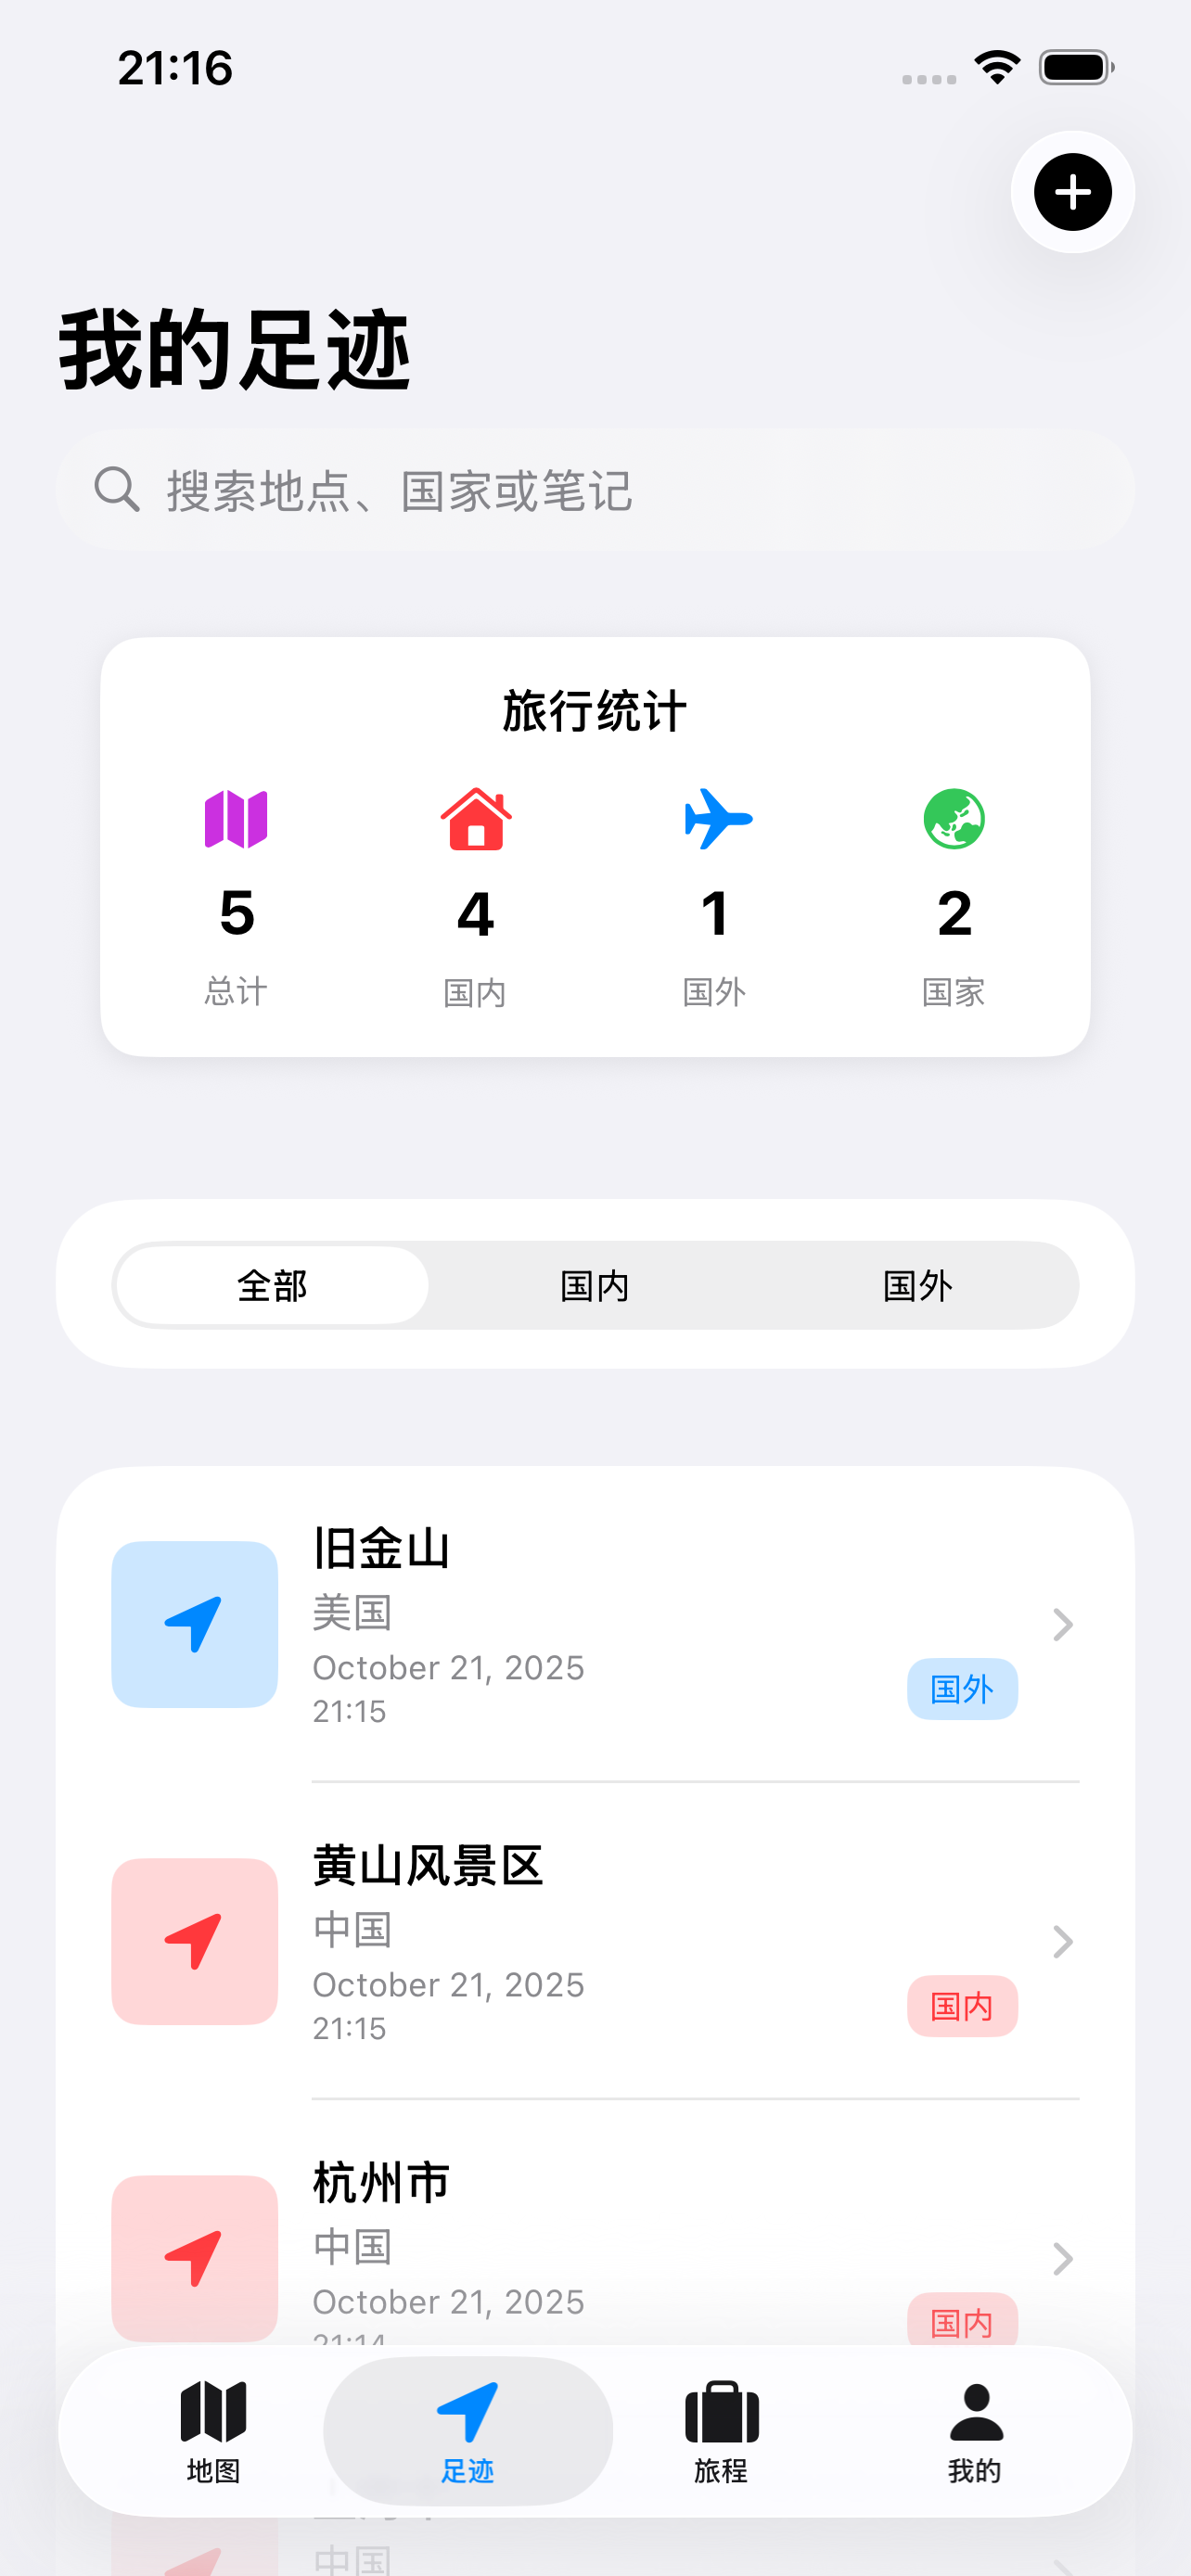 21:16
我的足迹
搜索地点、国家或笔记
旅行统计
5 4 1 2
总计 国内 国外 国家
全部 国内 国外
旧金山
美国
October 21, 2025
21:15
国外
黄山风景区
中国
October 21, 2025
21:15
国内
杭州市
中国
October 21, 2025
21:14
国内
地图 足迹 旅程 我的
中国